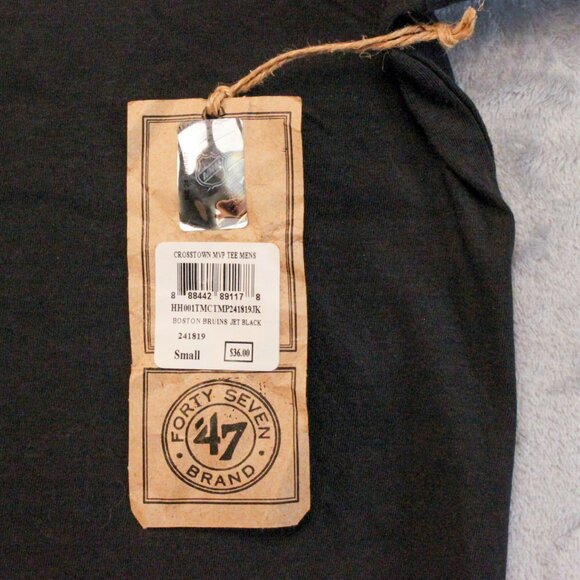 CROSSTOWN MVP TEE MENS
8 88442 89117 8
HH001TMCTMP241819JK
BOSTON BRUINS JET BLACK
241819
Small $36.00
FORTY SEVEN
'47
BRAND